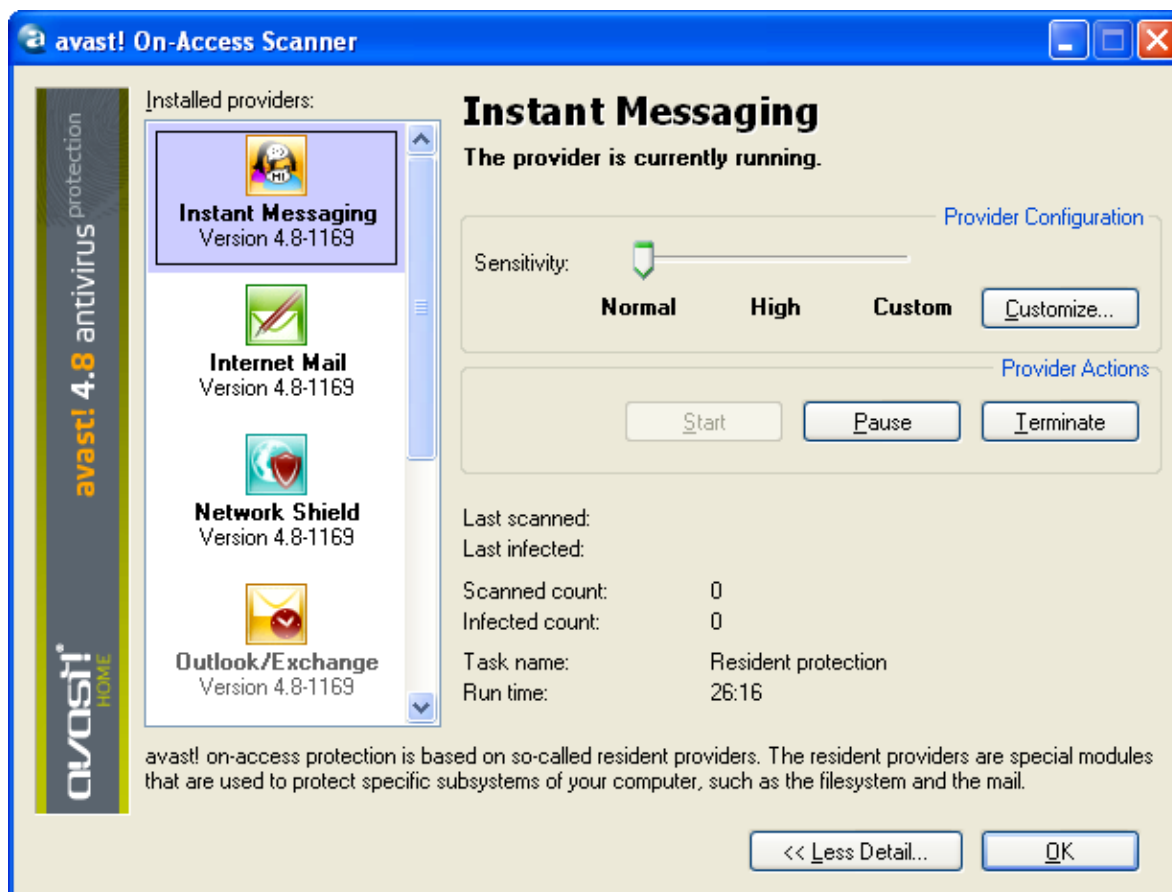 avast! On-Access Scanner
avast! 4.8 antivirus protection
avast! HOME
Installed providers:
Instant Messaging
Version 4.8-1169
Internet Mail
Version 4.8-1169
Network Shield
Version 4.8-1169
Outlook/Exchange
Version 4.8-1169
Instant Messaging
The provider is currently running.
Provider Configuration
Sensitivity:
Normal High Custom Customize...
Provider Actions
Start Pause Terminate
Last scanned:
Last infected:
Scanned count: 0
Infected count: 0
Task name: Resident protection
Run time: 26:16
avast! on-access protection is based on so-called resident providers. The resident providers are special modules
that are used to protect specific subsystems of your computer, such as the filesystem and the mail.
<< Less Detail... OK